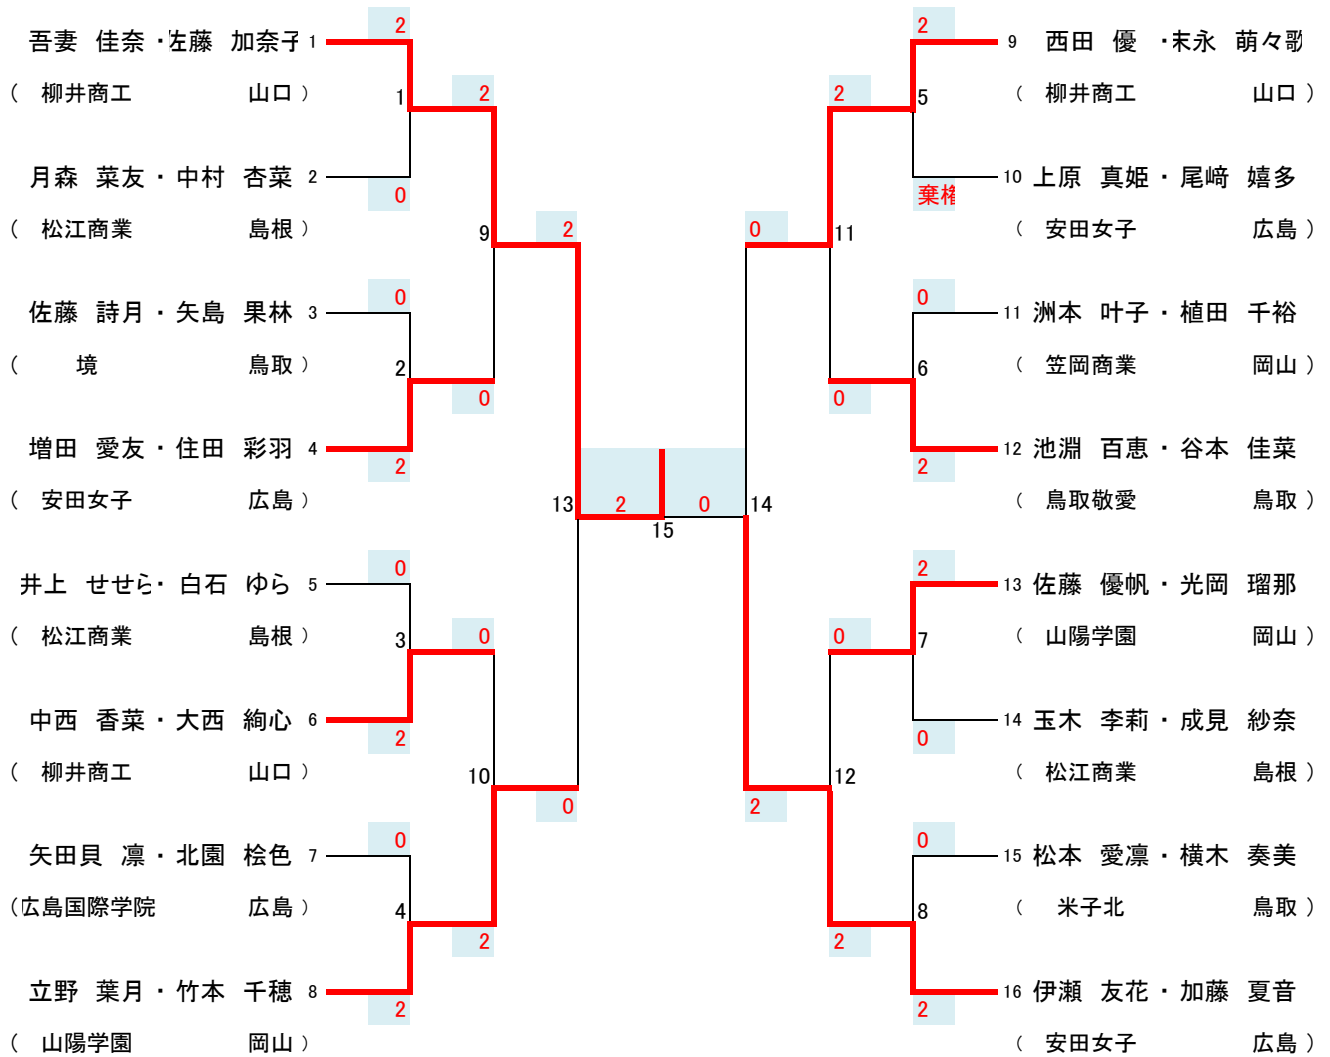 2
吾妻 佳奈・佐藤 加奈子 1
( 柳井商工 山口 )
1
2
月森 菜友・中村 杏菜 2
0
( 松江商業 島根 )
9
2
0
佐藤 詩月・矢島 果林 3
( 境 鳥取 )
2
0
増田 愛友・住田 彩羽 4
2
( 安田女子 広島 )
13
2
15
0
14
0
井上 せせら・白石 ゆら 5
( 松江商業 島根 )
3
0
中西 香菜・大西 絢心 6
2
( 柳井商工 山口 )
10
0
0
矢田貝 凛・北園 桧色 7
(広島国際学院 広島 )
4
2
立野 葉月・竹本 千穂 8
2
( 山陽学園 岡山 )
2
9 西田 優 ・末永 萌々歌
( 柳井商工 山口 )
5
2
10 上原 真姫・尾﨑 嬉多
棄権
( 安田女子 広島 )
0
11
0
11 洲本 叶子・植田 千裕
( 笠岡商業 岡山 )
6
0
12 池淵 百恵・谷本 佳菜
2
( 鳥取敬愛 鳥取 )
2
13 佐藤 優帆・光岡 瑠那
( 山陽学園 岡山 )
0
7
14 玉木 李莉・成見 紗奈
0
( 松江商業 島根 )
12
2
0
15 松本 愛凛・横木 奏美
( 米子北 鳥取 )
8
2
16 伊瀬 友花・加藤 夏音
2
( 安田女子 広島 )